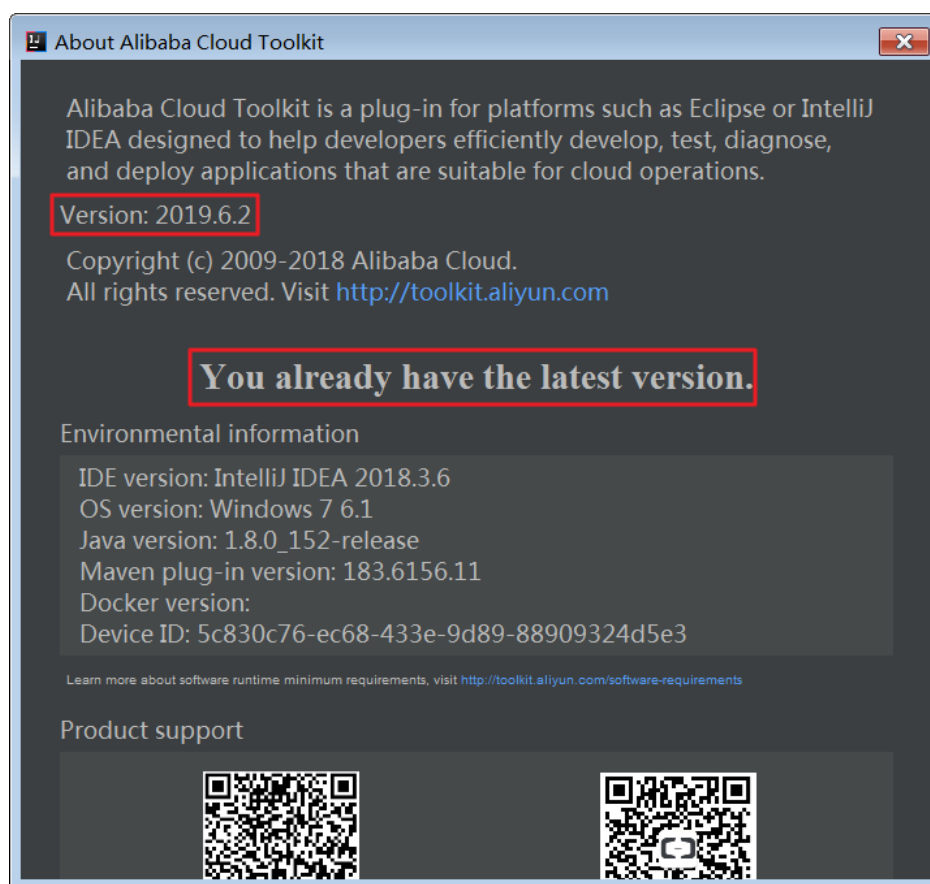 About Alibaba Cloud Toolkit
Alibaba Cloud Toolkit is a plug-in for platforms such as Eclipse or IntelliJ
IDEA designed to help developers efficiently develop, test, diagnose,
and deploy applications that are suitable for cloud operations.
Version: 2019.6.2
Copyright (c) 2009-2018 Alibaba Cloud.
All rights reserved. Visit http://toolkit.aliyun.com
You already have the latest version.
Environmental information
IDE version: IntelliJ IDEA 2018.3.6
OS version: Windows 7 6.1
Java version: 1.8.0_152-release
Maven plug-in version: 183.6156.11
Docker version:
Device ID: 5c830c76-ec68-433e-9d89-88909324d5e3
Learn more about software runtime minimum requirements, visit http://toolkit.aliyun.com/software-requirements
Product support